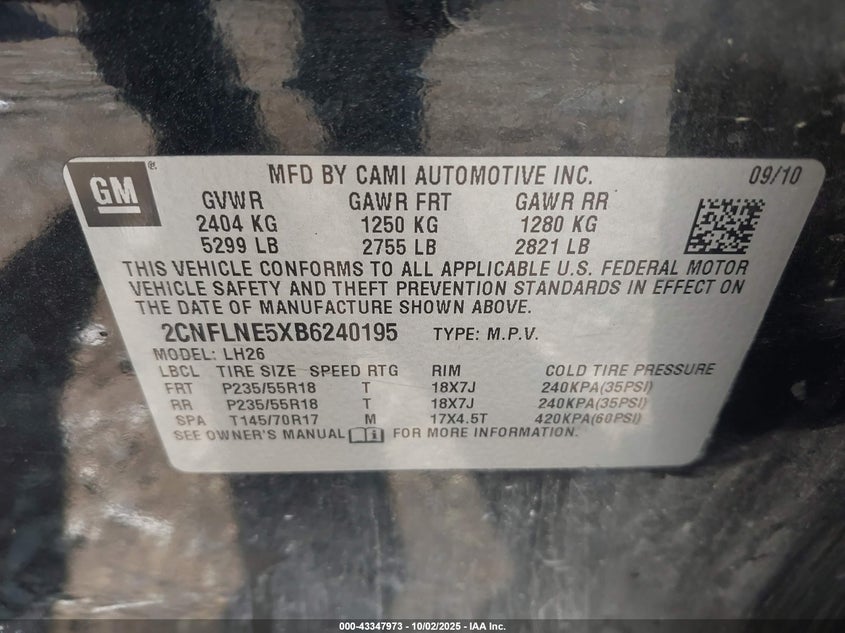 GM ® MFD BY CAMI AUTOMOTIVE INC. 09/10
GVWR GAWR FRT GAWR RR
2404 KG 1250 KG 1280 KG
5299 LB 2755 LB 2821 LB
THIS VEHICLE CONFORMS TO ALL APPLICABLE U.S. FEDERAL MOTOR
VEHICLE SAFETY AND THEFT PREVENTION STANDARDS IN EFFECT ON
THE DATE OF MANUFACTURE SHOWN ABOVE.
2CNFLNE5XB6240195 TYPE: M.P.V.
MODEL: LH26
LBCL TIRE SIZE SPEED RTG RIM COLD TIRE PRESSURE
FRT P235/55R18 T 18X7J 240KPA(35PSI)
RR P235/55R18 T 18X7J 240KPA(35PSI)
SPA T145/70R17 M 17X4.5T 420KPA(60PSI)
SEE OWNER'S MANUAL FOR MORE INFORMATION.
000-43347973 - 10/02/2025 - IAA Inc.